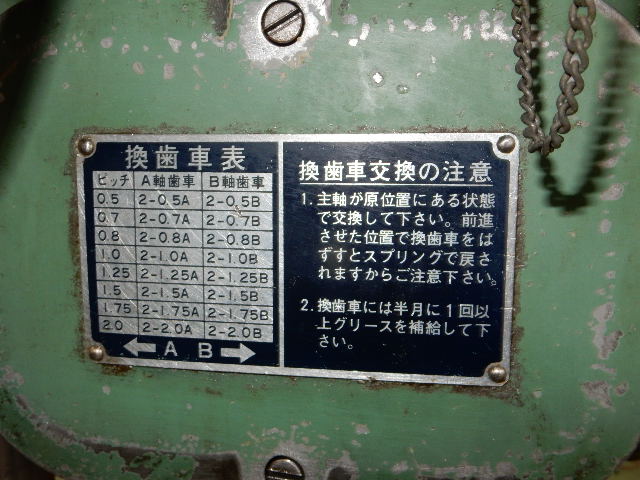 換歯車表
ピッチ A軸歯車 B軸歯車
0.5 2-0.5A 2-0.5B
0.7 2-0.7A 2-0.7B
0.8 2-0.8A 2-0.8B
1.0 2-1.0A 2-1.0B
1.25 2-1.25A 2-1.25B
1.5 2-1.5A 2-1.5B
1.75 2-1.75A 2-1.75B
2.0 2-2.0A 2-2.0B
← A B →
換歯車交換の注意
1. 主軸が原位置にある状態
で交換して下さい。前進
させた位置で換歯車をは
ずすとスプリングで戻さ
れますからご注意下さい。
2. 換歯車には半月に1回以
上グリースを補給して下
さい。